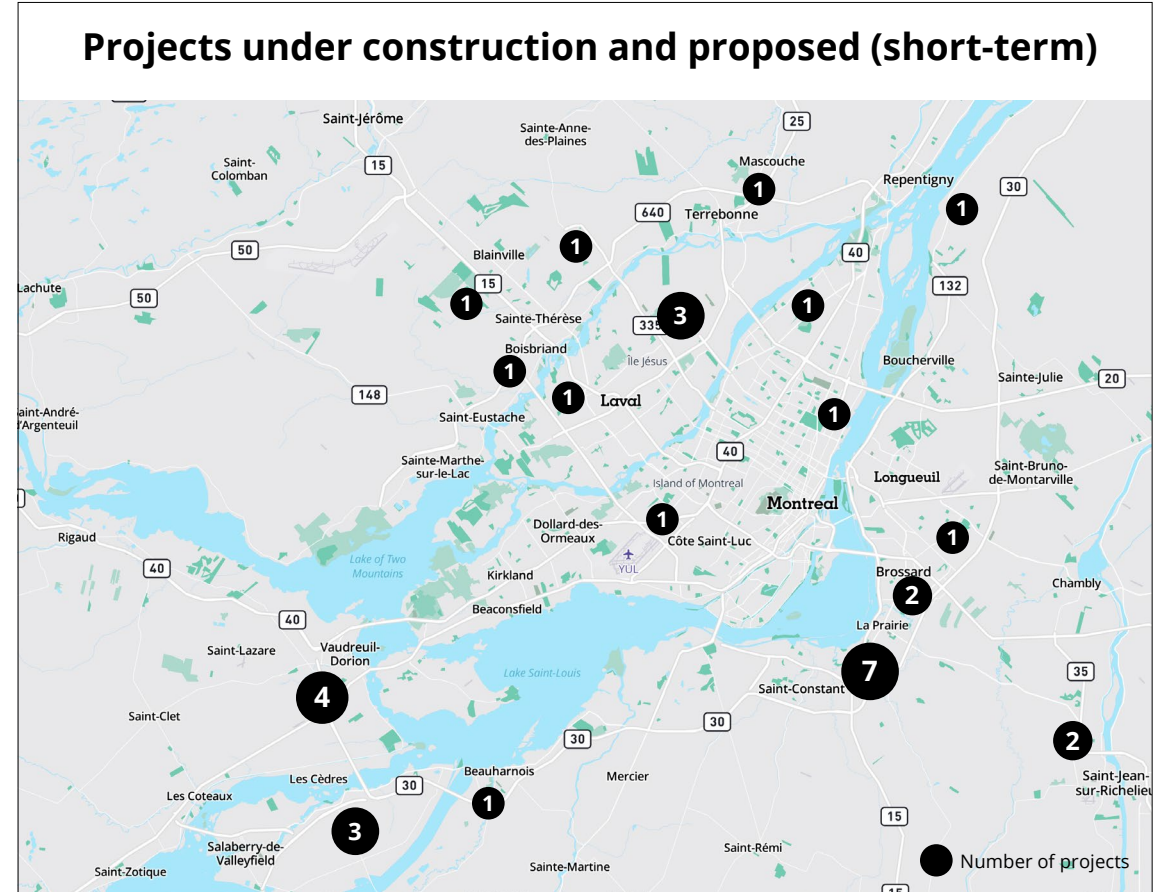 Projects under construction and proposed (short-term)
Saint-Jérôme
25
Sainte-Anne-
des-Plaines
Saint-
Colomban
15
Mascouche
Repentigny
30
1
640
Terrebonne
1
50
Blainville
1
40
Lachute
50
15
132
1
Sainte-Thérèse
335
3
1
Boisbriand
Île Jésus
Boucherville
1
Sainte-Julie
20
148
1
Laval
Saint-Eustache
1
aint-André-
d'Argenteuil
40
Sainte-Marthe-
sur-le-Lac
Longueuil
Saint-Bruno-
de-Montarville
Island of Montreal
Montreal
1
Dollard-des-
Ormeaux
Côte Saint-Luc
1
Rigaud
Lake of Two
Mountains
YUL
40
Kirkland
Brossard
2
Chambly
Beaconsfield
40
La Prairie
Saint-Lazare
Vaudreuil-
Dorion
Lake Saint-Louis
7
35
4
Saint-Constant
Saint-Clet
30
30
2
Les Cèdres
Beauharnois
Mercier
Saint-Jean-
sur-Richelieu
Les Coteaux
30
1
15
3
Salaberry-de-
Valleyfield
Saint-Rémi
Saint-Zotique
Sainte-Martine
Number of projects
15